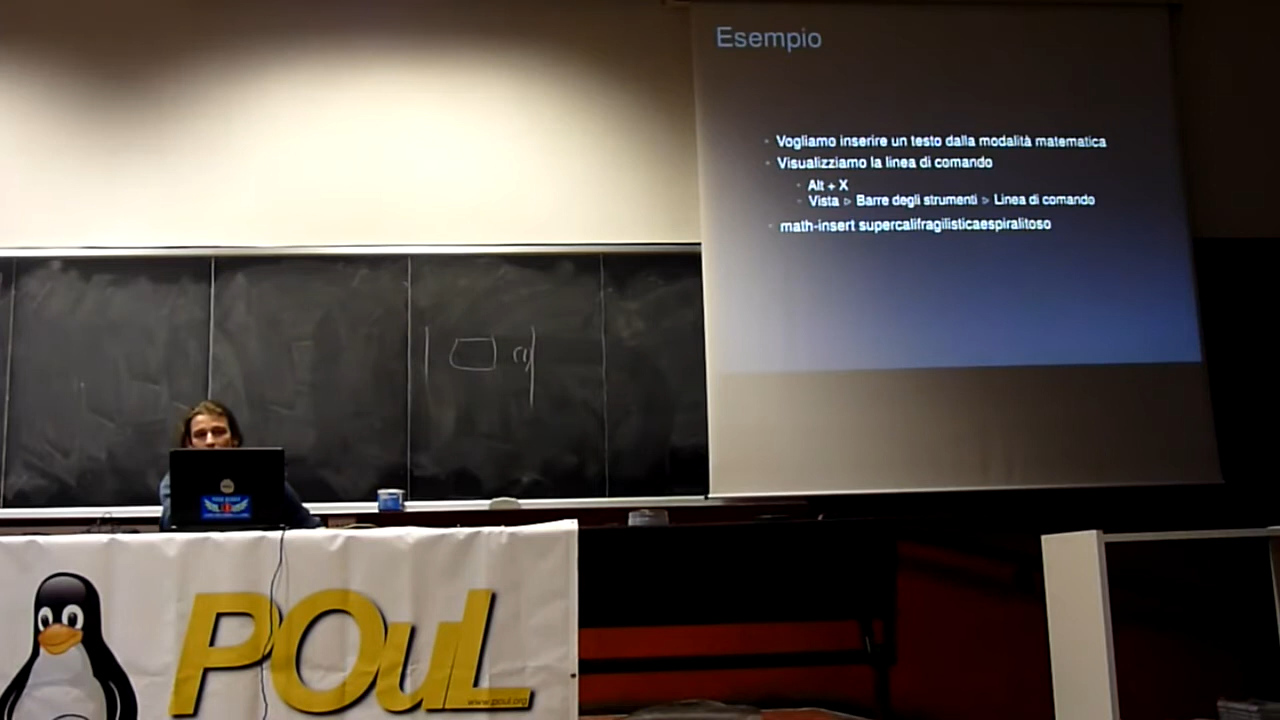 Esempio
Vogliamo inserire un testo dalla modalità matematica
Visualizziamo la linea di comando
Alt + X
Vista ▹ Barre degli strumenti ▹ Linea di comando
math-insert supercalifragilisticaespiralitoso
POuL
www.poul.org